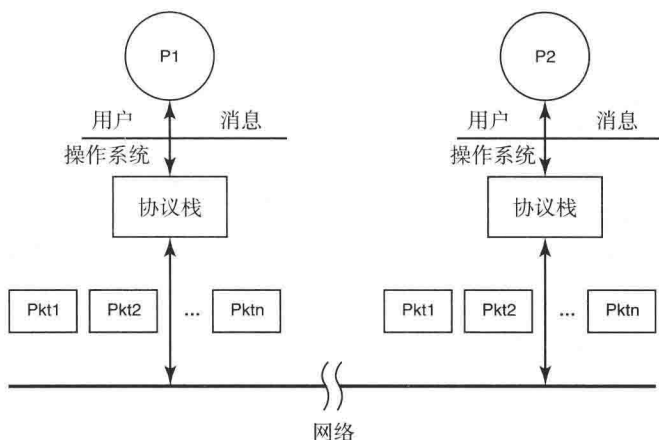 P1
P2
用户 消息
用户 消息
操作系统
操作系统
协议栈
协议栈
Pkt1 Pkt2 ... Pktn
Pkt1 Pkt2 ... Pktn
网络